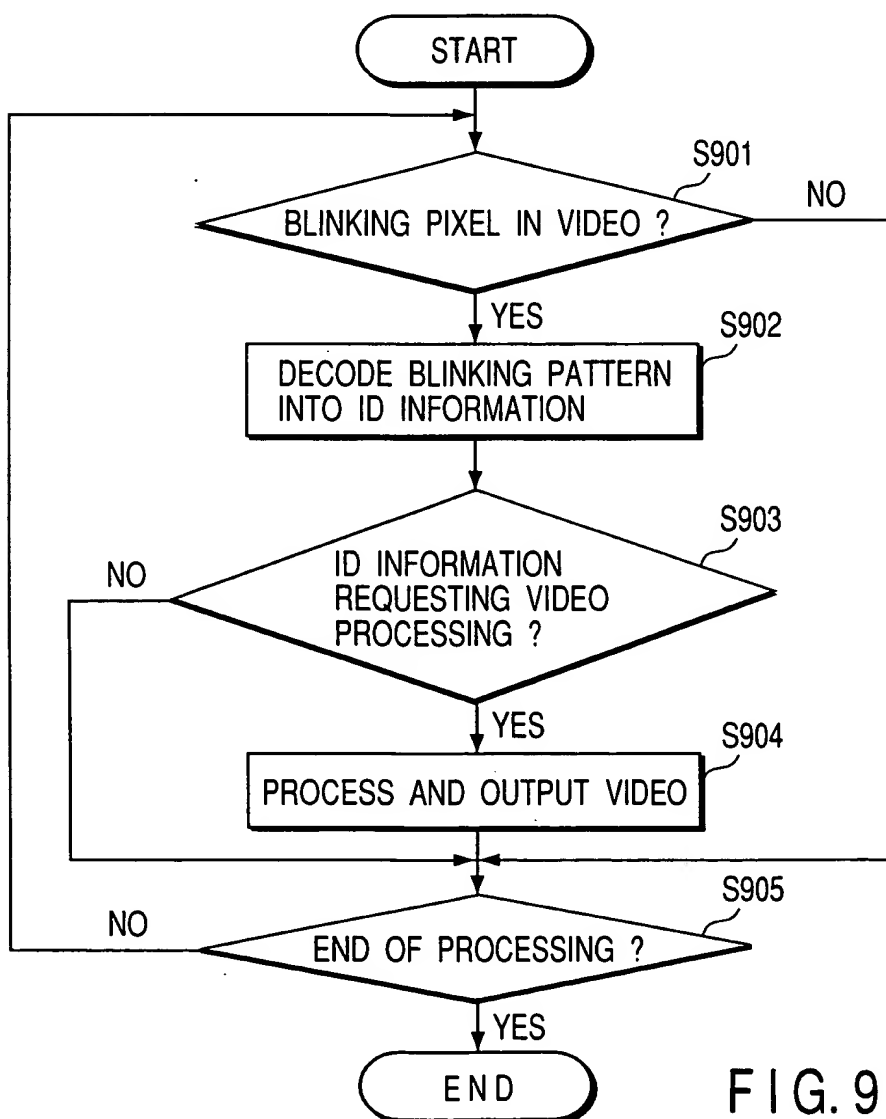 START
S901
NO
BLINKING PIXEL IN VIDEO ?
YES
S902
DECODE BLINKING PATTERN
INTO ID INFORMATION
S903
NO
ID INFORMATION
REQUESTING VIDEO
PROCESSING ?
YES
S904
PROCESS AND OUTPUT VIDEO
S905
NO
END OF PROCESSING ?
YES
END
FIG. 9